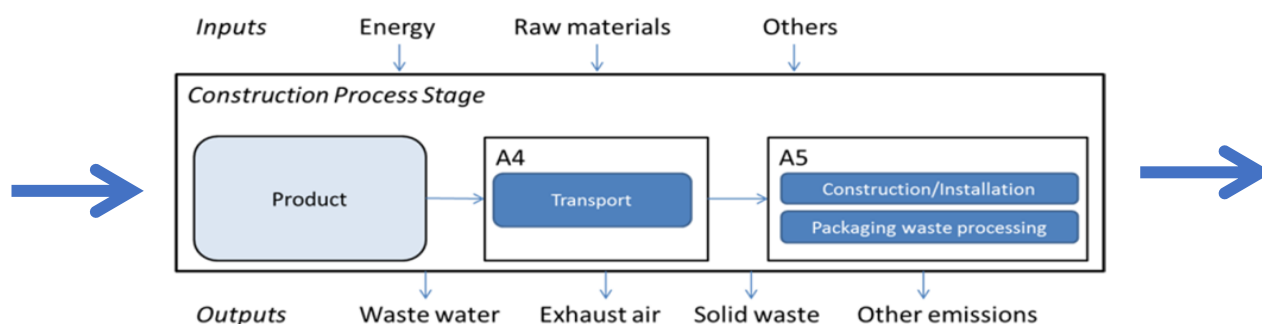 Inputs Energy Raw materials Others
Construction Process Stage
A4
A5
Product
Transport
Construction/Installation
Packaging waste processing
Outputs Waste water Exhaust air Solid waste Other emissions